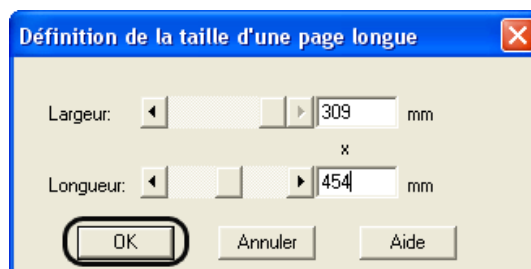 Définition de la taille d'une page longue
Largeur: 309 mm
x
Longueur: 454 mm
OK Annuler Aide